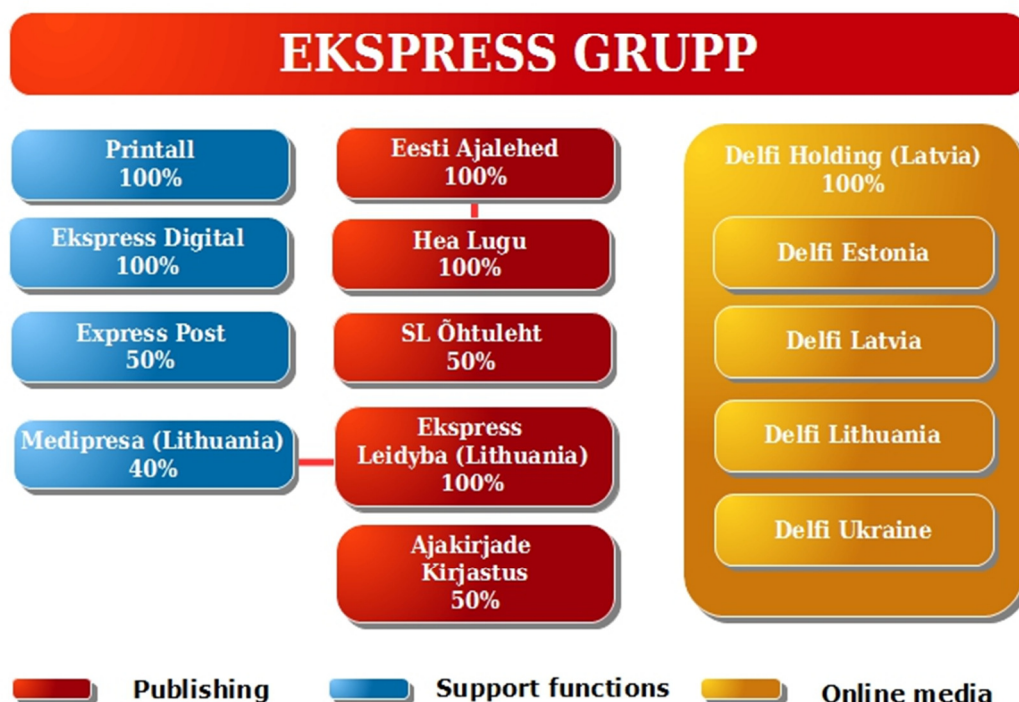 EKSPRESS GRUPP
Printall
100%
Ekspress Digital
100%
Express Post
50%
Medipresa (Lithuania)
40%
Eesti Ajalehed
100%
Hea Lugu
100%
SL Õhtuleht
50%
Ekspress
Leidyba (Lithuania)
100%
Ajakirjade
Kirjastus
50%
Delfi Holding (Latvia)
100%
Delfi Estonia
Delfi Latvia
Delfi Lithuania
Delfi Ukraine
Publishing
Support functions
Online media